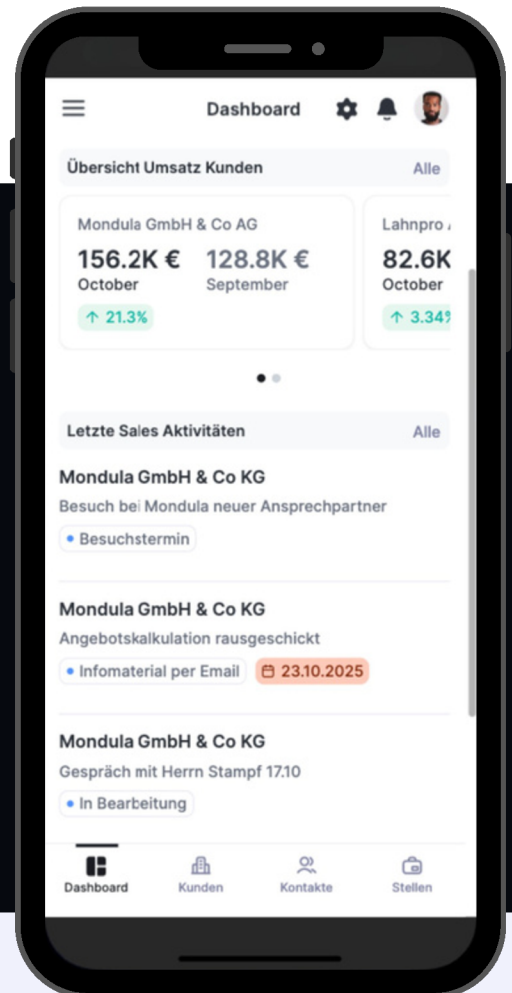 Dashboard
Übersicht Umsatz Kunden Alle
Mondula GmbH & Co AG
156.2K € 128.8K €
October September
↑ 21.3%
Lahnpro
82.6K
October
↑ 3.34%
Letzte Sales Aktivitäten Alle
Mondula GmbH & Co KG
Besuch bei Mondula neuer Ansprechpartner
Besuchstermin
Mondula GmbH & Co KG
Angebotskalkulation rausgeschickt
Infomaterial per Email 23.10.2025
Mondula GmbH & Co KG
Gespräch mit Herrn Stampf 17.10
In Bearbeitung
Dashboard Kunden Kontakte Stellen